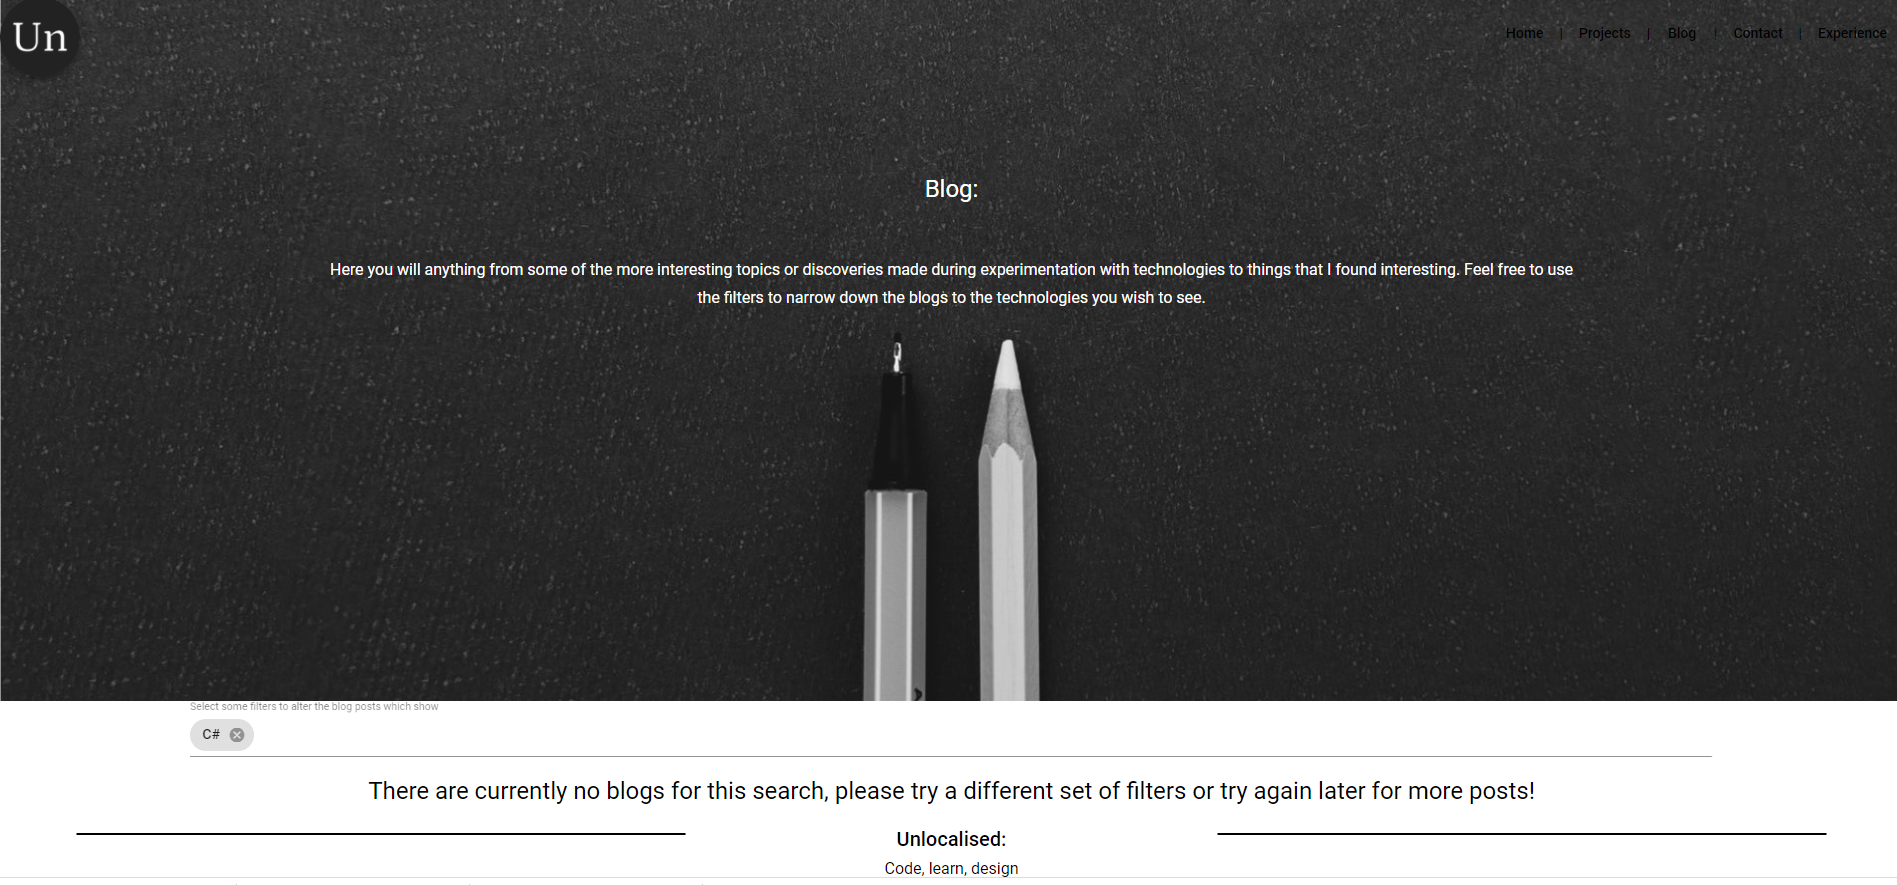 Un
Home | Projects | Blog | Contact | Experience
Blog:
Here you will anything from some of the more interesting topics or discoveries made during experimentation with technologies to things that I found interesting. Feel free to use
the filters to narrow down the blogs to the technologies you wish to see.
Select some filters to alter the blog posts which show
C#
There are currently no blogs for this search, please try a different set of filters or try again later for more posts!
Unlocalised:
Code, learn, design